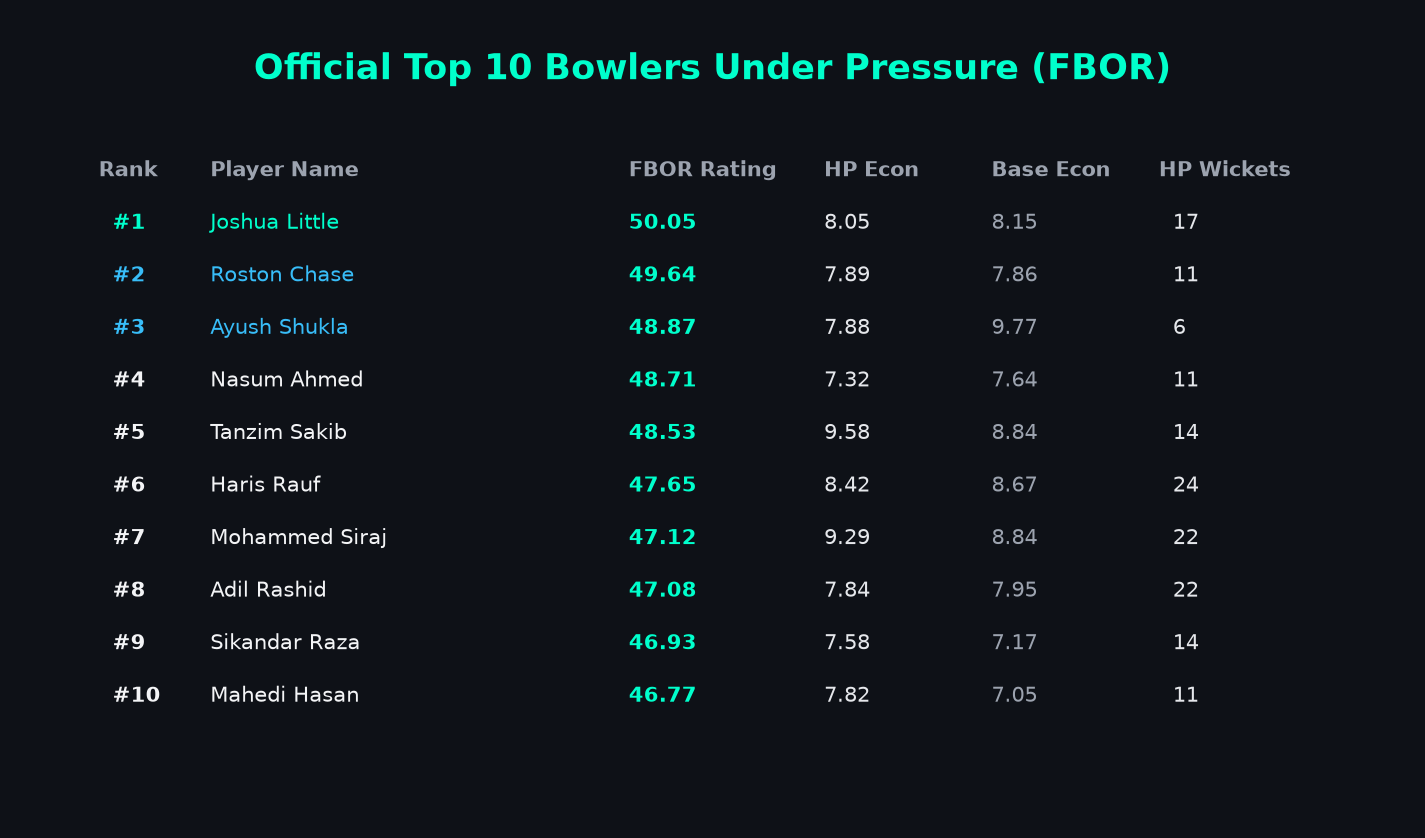 Official Top 10 Bowlers Under Pressure (FBOR)
Rank Player Name FBOR Rating HP Econ Base Econ HP Wickets
#1 Joshua Little 50.05 8.05 8.15 17
#2 Roston Chase 49.64 7.89 7.86 11
#3 Ayush Shukla 48.87 7.88 9.77 6
#4 Nasum Ahmed 48.71 7.32 7.64 11
#5 Tanzim Sakib 48.53 9.58 8.84 14
#6 Haris Rauf 47.65 8.42 8.67 24
#7 Mohammed Siraj 47.12 9.29 8.84 22
#8 Adil Rashid 47.08 7.84 7.95 22
#9 Sikandar Raza 46.93 7.58 7.17 14
#10 Mahedi Hasan 46.77 7.82 7.05 11